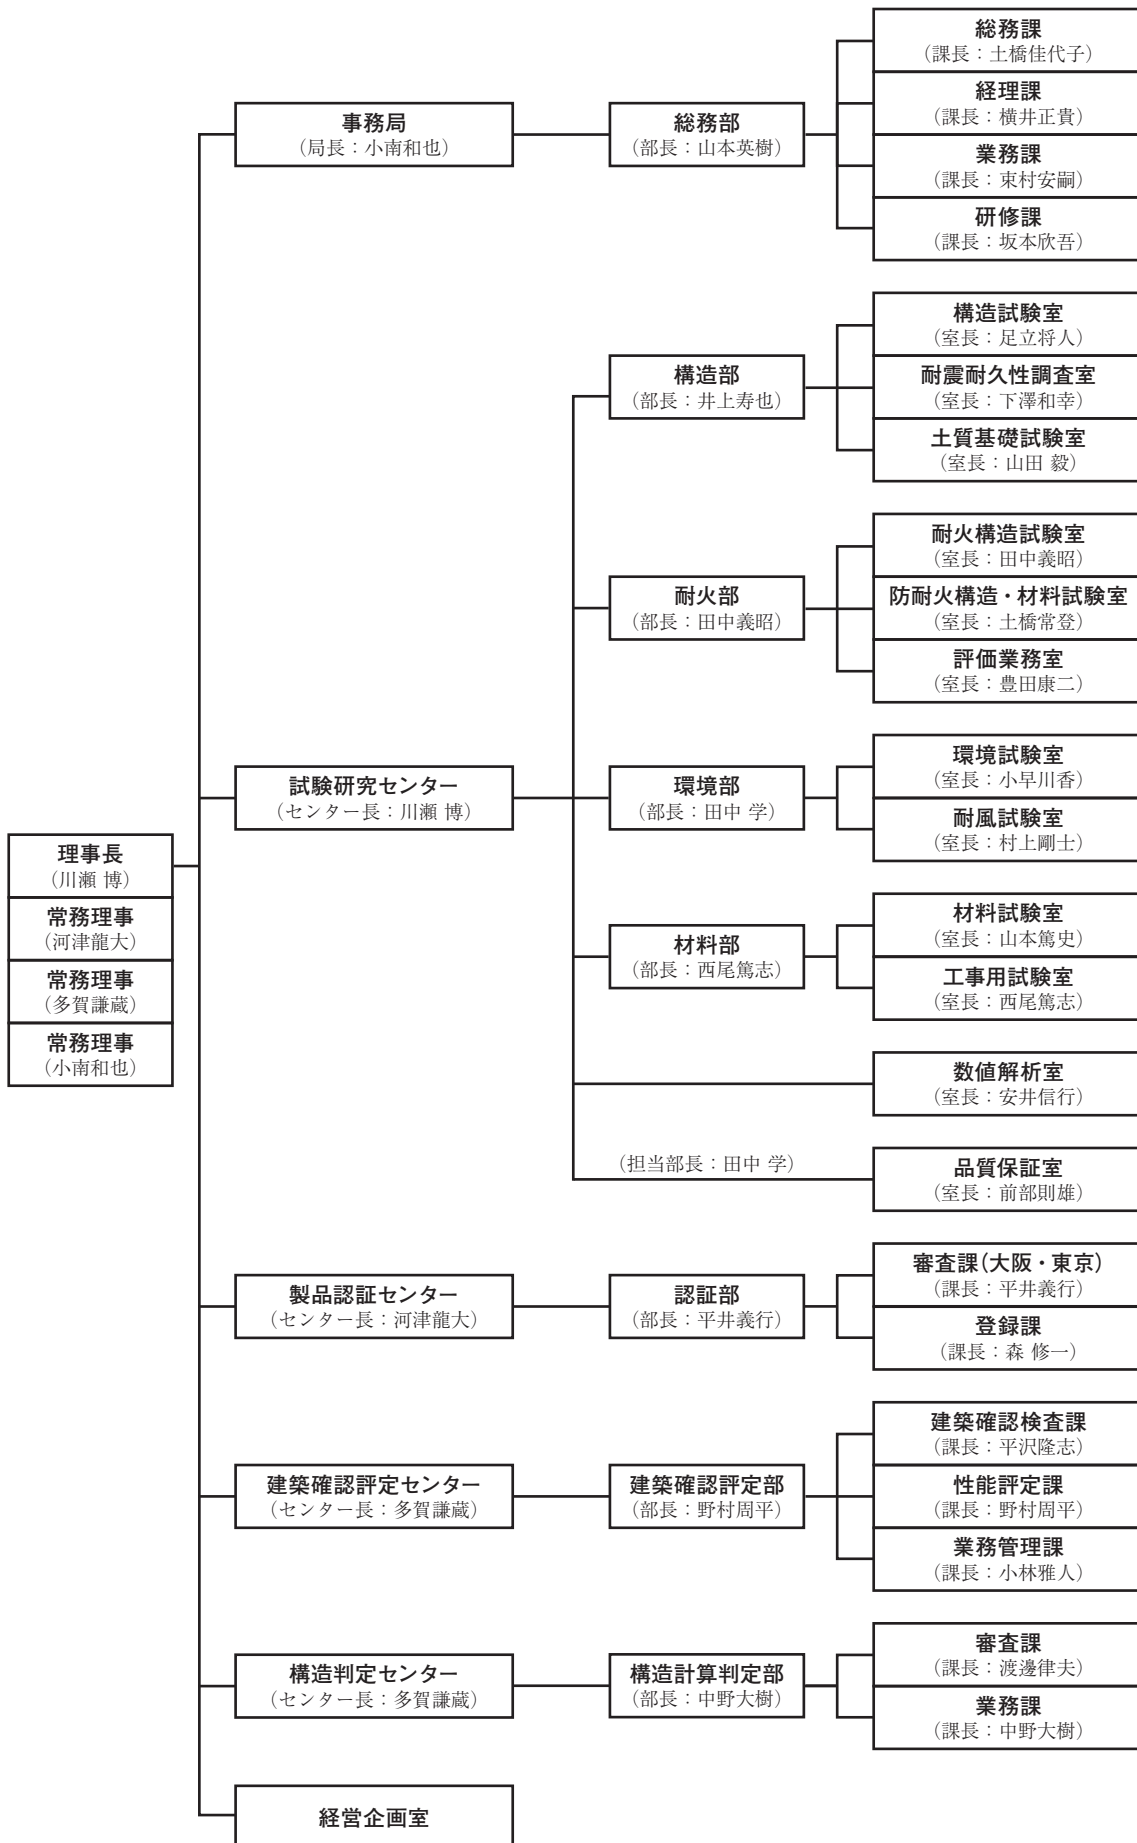 理事長
（川瀬 博）
常務理事
（河津龍大）
常務理事
（多賀謙蔵）
常務理事
（小南和也）
事務局
（局長：小南和也）
総務部
（部長：山本英樹）
総務課
（課長：土橋佳代子）
経理課
（課長：横井正貴）
業務課
（課長：東村安嗣）
研修課
（課長：坂本欣吾）
試験研究センター
（センター長：川瀬 博）
構造部
（部長：井上寿也）
構造試験室
（室長：足立将人）
耐震耐久性調査室
（室長：下澤和幸）
土質基礎試験室
（室長：山田 毅）
耐火部
（部長：田中義昭）
耐火構造試験室
（室長：田中義昭）
防耐火構造・材料試験室
（室長：土橋常登）
評価業務室
（室長：豊田康二）
環境部
（部長：田中 学）
環境試験室
（室長：小早川香）
耐風試験室
（室長：村上剛士）
材料部
（部長：西尾篤志）
材料試験室
（室長：山本篤史）
工事用試験室
（室長：西尾篤志）
数値解析室
（室長：安井信行）
（担当部長：田中 学）
品質保証室
（室長：前部則雄）
製品認証センター
（センター長：河津龍大）
認証部
（部長：平井義行）
審査課（大阪・東京）
（課長：平井義行）
登録課
（課長：森 修一）
建築確認評定センター
（センター長：多賀謙蔵）
建築確認評定部
（部長：野村周平）
建築確認検査課
（課長：平沢隆志）
性能評定課
（課長：野村周平）
業務管理課
（課長：小林雅人）
構造判定センター
（センター長：多賀謙蔵）
構造計算判定部
（部長：中野大樹）
審査課
（課長：渡邊律夫）
業務課
（課長：中野大樹）
経営企画室